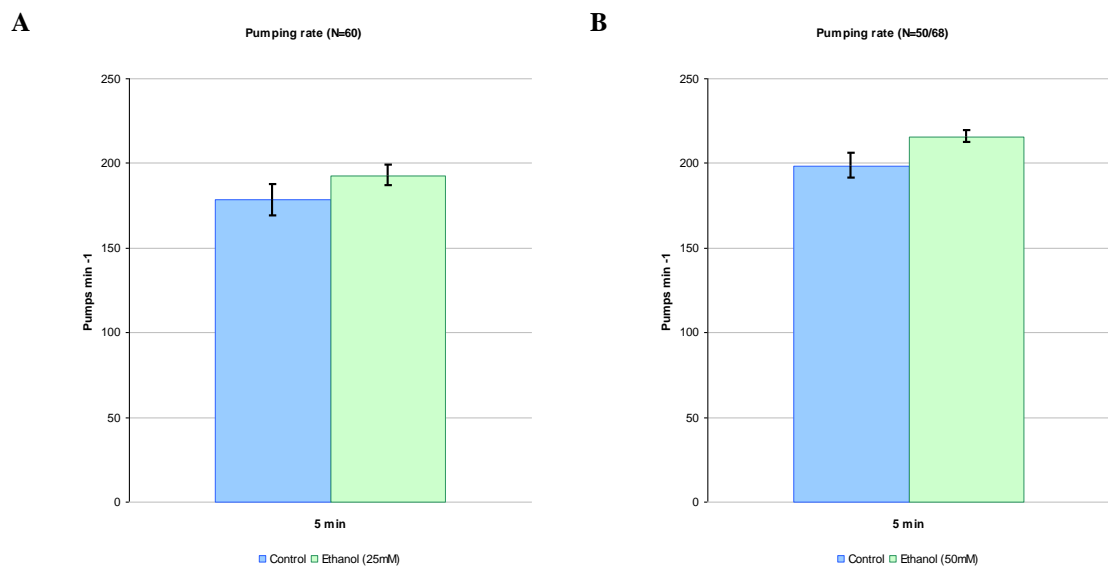 A
Pumping rate (N=60)
250
200
150
100
50
0
Pumps min -1
5 min
Control Ethanol (25mM)
B
Pumping rate (N=50/68)
250
200
150
100
50
0
Pumps min -1
5 min
Control Ethanol (50mM)